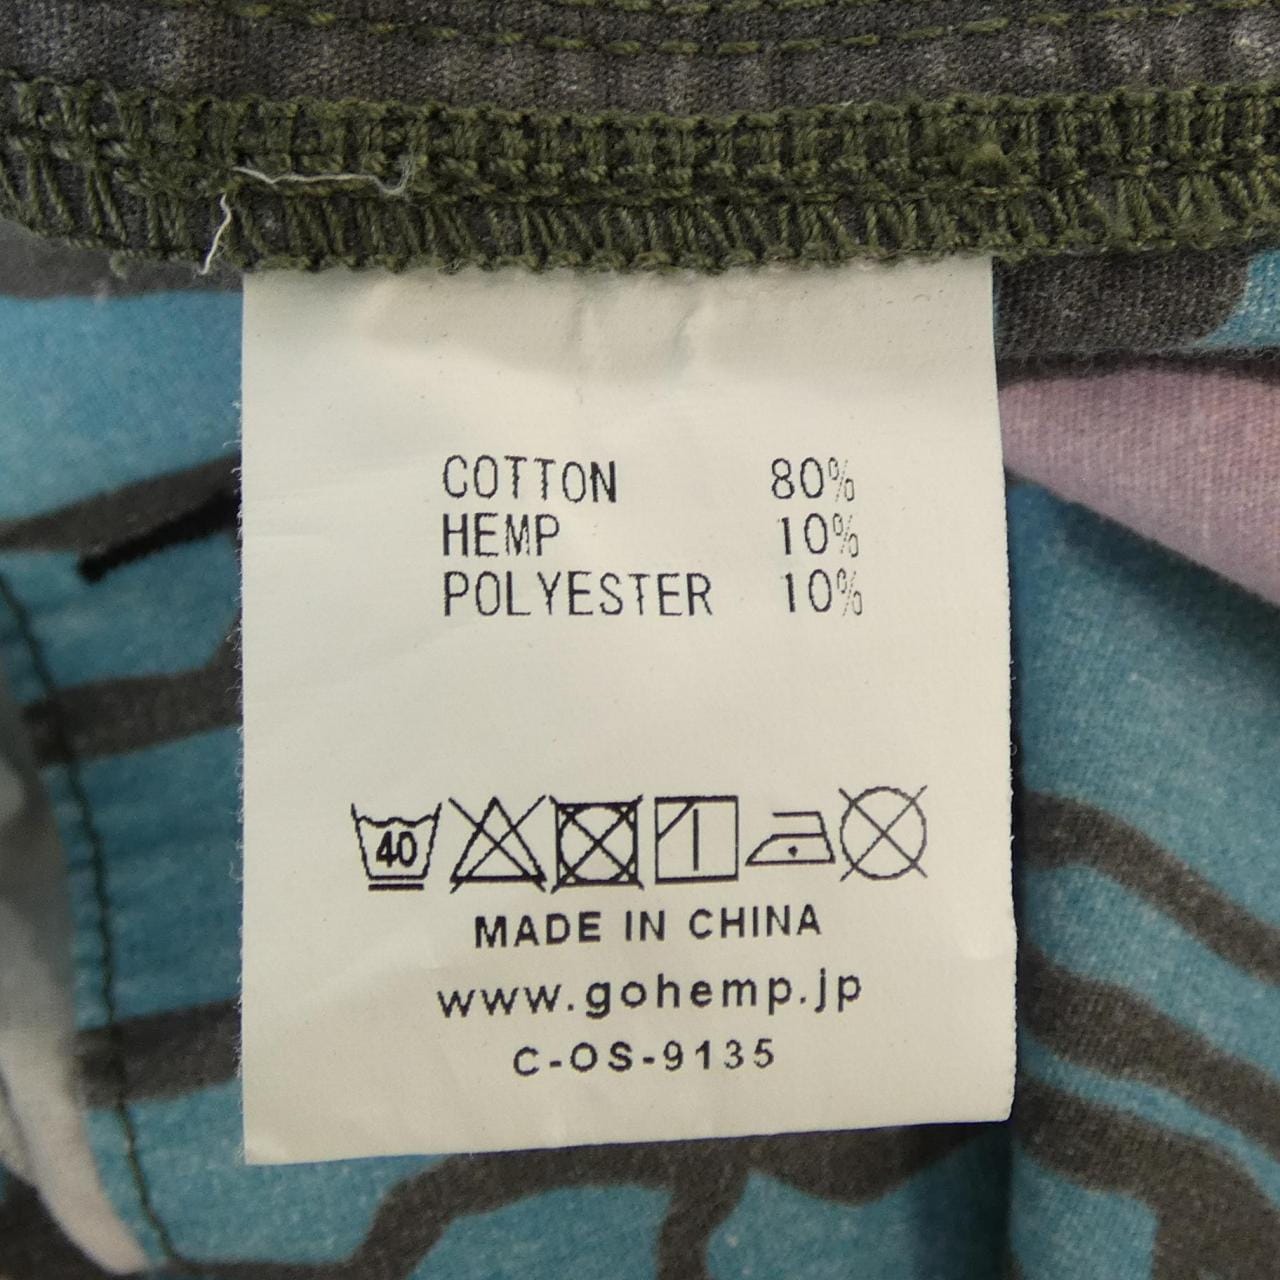 COTTON 80%
HEMP 10%
POLYESTER 10%
40
MADE IN CHINA
www.gohemp.jp
C-OS-9135